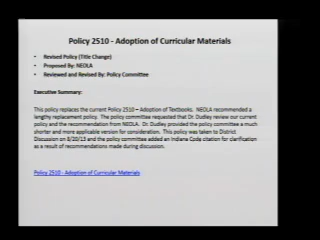 Policy 2510 - Adoption of Curricular Materials
• Revised Policy (Title Change)
• Proposed By: NEOLA
• Reviewed and Revised By: Policy Committee
Executive Summary:
This policy replaces the current Policy 2510 – Adoption of Textbooks. NEOLA recommended a
lengthy replacement policy. The policy committee requested that Dr. Dudley review our current
policy and the recommendation from NEOLA. Dr. Dudley provided the policy committee a much
shorter and more applicable version for consideration. This policy was taken to District
Discussion on 8/20/13 and the policy committee added an Indiana Code citation for clarification
as a result of recommendations made during discussion.
Policy 2510 - Adoption of Curricular Materials